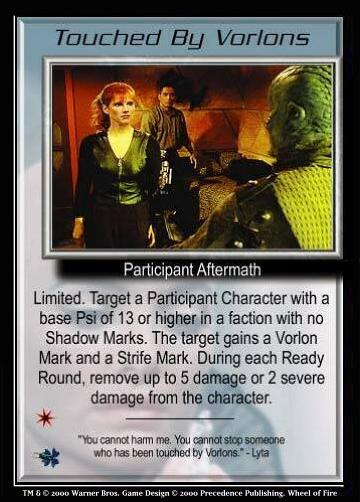 Touched By Vorlons
Participant Aftermath
Limited. Target a Participant Character with a
base Psi of 13 or higher in a faction with no
Shadow Marks. The target gains a Vorlon
Mark and a Strife Mark. During each Ready
Round, remove up to 5 damage or 2 severe
damage from the character.
"You cannot harm me. You cannot stop someone
who has been touched by Vorlons." - Lyta
TM & © 2000 Warner Bros. Game Design © 2000 Precedence Publishing. Wheel of Fire